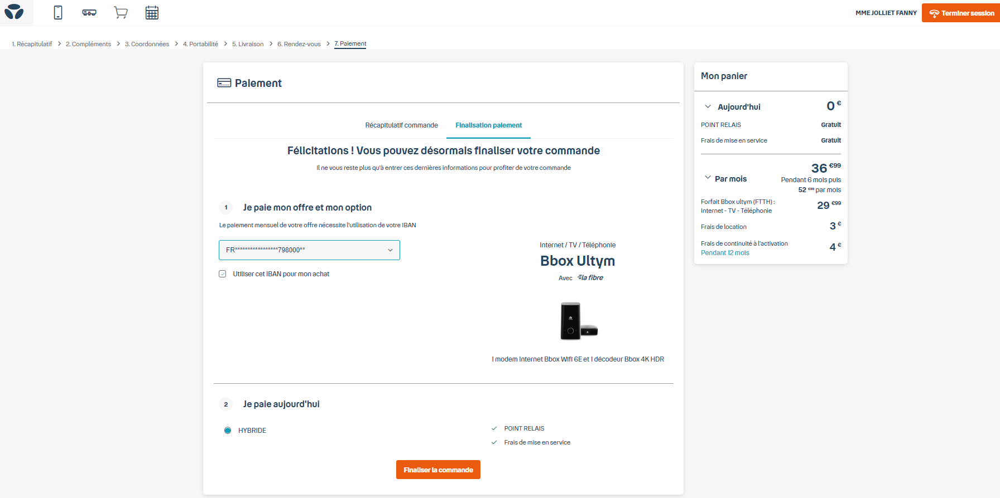 MME JOLLIET FANNY
Terminer session
1. Récapitulatif > 2. Compléments > 3. Coordonnées > 4. Portabilité > 5. Livraison > 6. Rendez-vous > 7. Paiement
Paiement
Récapitulatif commande
Finalisation paiement
Félicitations ! Vous pouvez désormais finaliser votre commande
Il ne vous reste plus qu'à entrer ces dernières informations pour profiter de votre commande
1
Je paie mon offre et mon option
Le paiement mensuel de votre offre nécessite l'utilisation de votre IBAN
FR*****************798000**
Utiliser cet IBAN pour mon achat
Internet / TV / Téléphonie
Bbox Ultym
Avec la fibre
1 modem Internet Bbox Wifi 6E et 1 décodeur Bbox 4K HDR
2
Je paie aujourd'hui
HYBRIDE
POINT RELAIS
Frais de mise en service
Finaliser la commande
Mon panier
Aujourd'hui 0 €
POINT RELAIS Gratuit
Frais de mise en service Gratuit
Par mois 36 €99
Pendant 6 mois puis
52 €99 par mois
Forfait Bbox ultym (FTTH) :
Internet - TV - Téléphonie 29 €99
Frais de location 3 €
Frais de continuité à l'activation 4 €
Pendant 12 mois